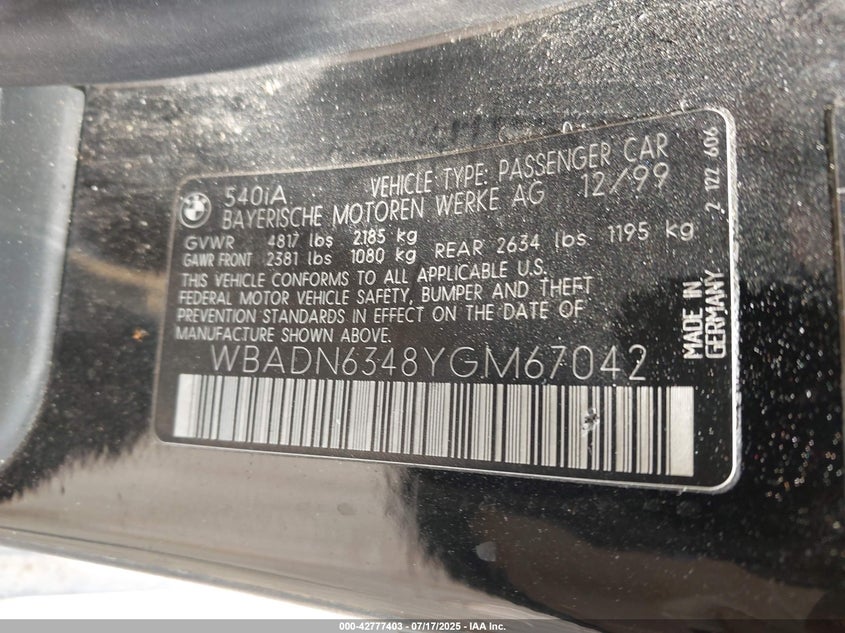 540iA VEHICLE TYPE: PASSENGER CAR
BAYERISCHE MOTOREN WERKE AG 12/99
GVWR 4817 lbs 2185 kg
GAWR FRONT 2381 lbs 1080 kg REAR 2634 lbs 1195 kg
THIS VEHICLE CONFORMS TO ALL APPLICABLE U.S.
FEDERAL MOTOR VEHICLE SAFETY, BUMPER AND THEFT
PREVENTION STANDARDS IN EFFECT ON THE DATE OF
MANUFACTURE SHOWN ABOVE.
WBADN6348YGM67042
MADE IN
GERMANY
2 122 606
000-42777403 - 07/17/2025 - IAA Inc.